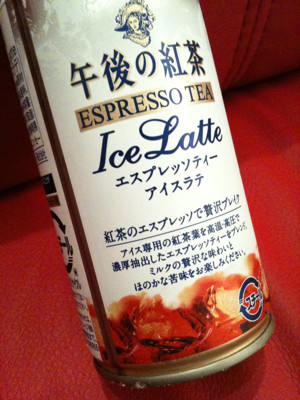 午後の紅茶
ESPRESSO TEA
Ice Latte
エスプレッソティー
アイスラテ
紅茶のエスプレッソで贅沢ブレイク
アイス専用の紅茶葉を高温・高圧で
濃厚抽出したエスプレッソティーをブレンド。
ミルクの贅沢な味わいと
ほのかな苦味をお楽しみください。
スチール